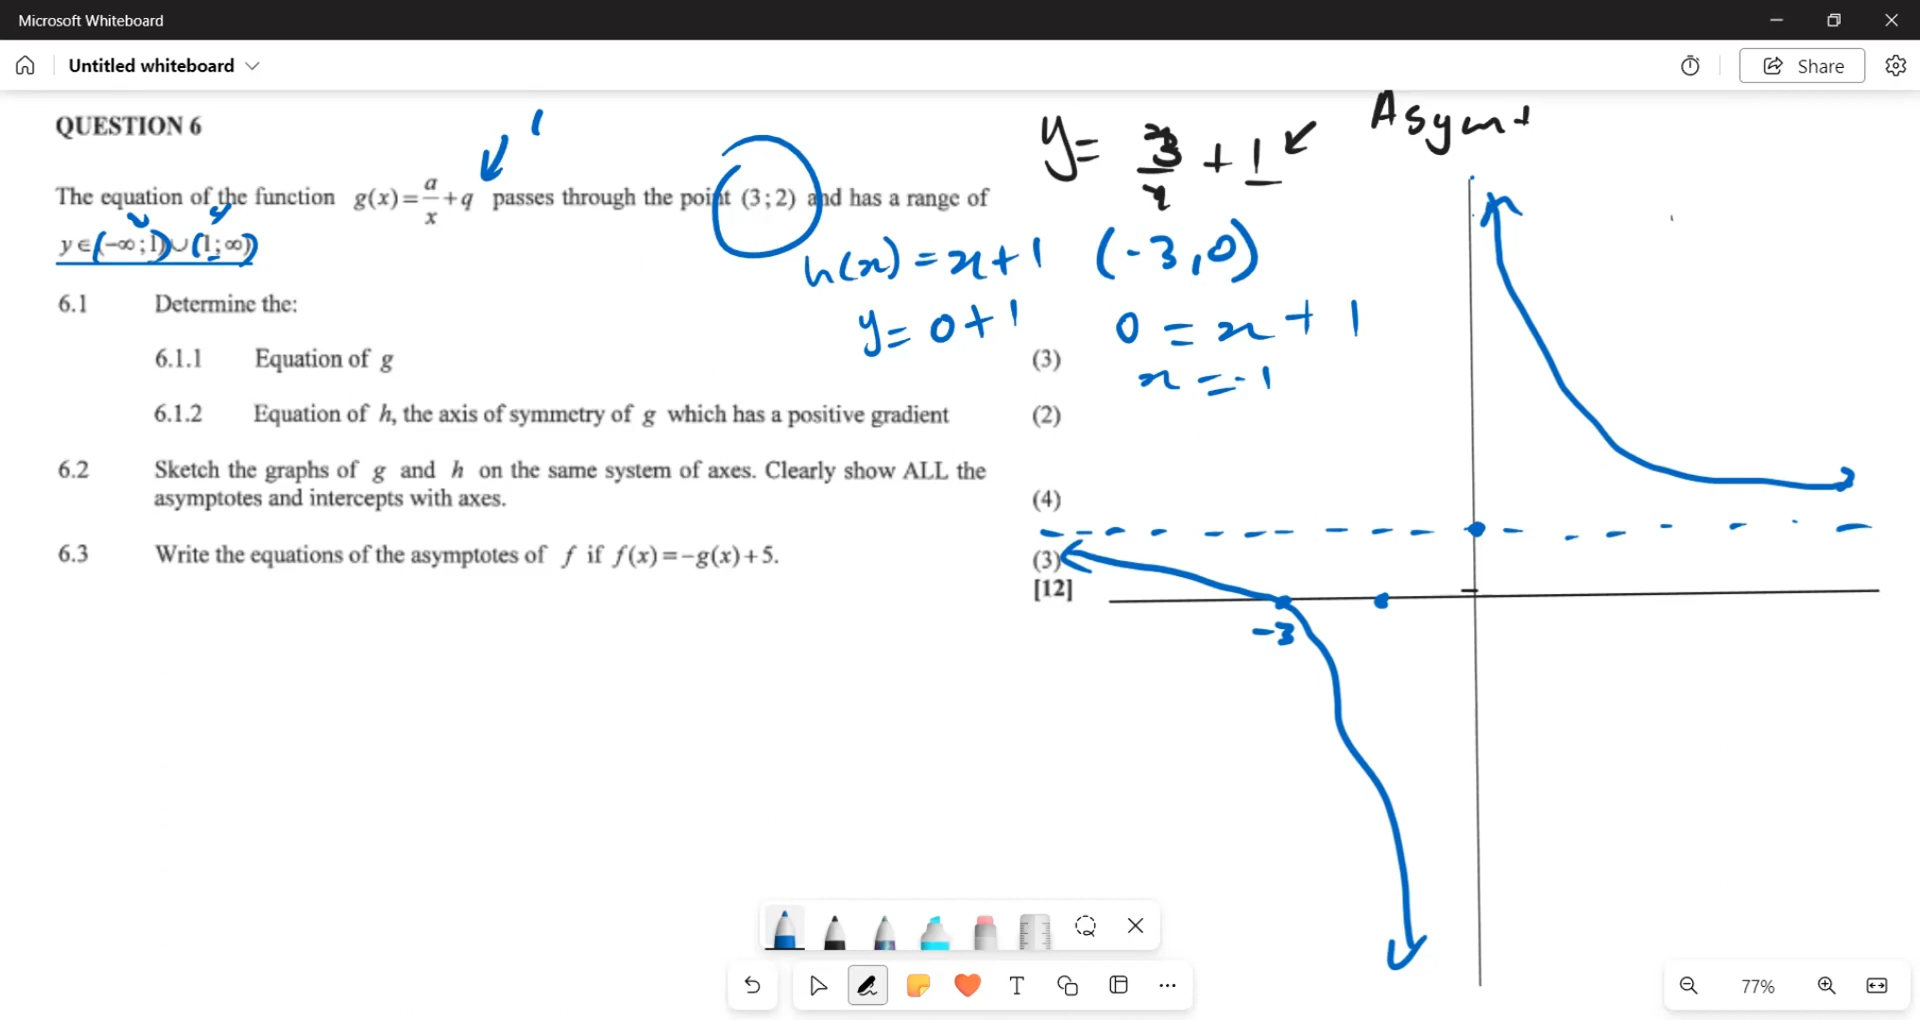 Microsoft Whiteboard
Untitled whiteboard
Share
QUESTION 6
1
The equation of the function g(x)=a/x+q passes through the point (3;2) and has a range of
y∈(-∞;1)∪(1;∞)
6.1 Determine the:
6.1.1 Equation of g (3)
6.1.2 Equation of h, the axis of symmetry of g which has a positive gradient (2)
6.2 Sketch the graphs of g and h on the same system of axes. Clearly show ALL the
asymptotes and intercepts with axes. (4)
6.3 Write the equations of the asymptotes of f if f(x)=-g(x)+5. (3)
[12]
y= 3/x +1
Asymt
h(x)=x+1 (-3,0)
y=0+1 0=x+1
x=-1
-3
77%